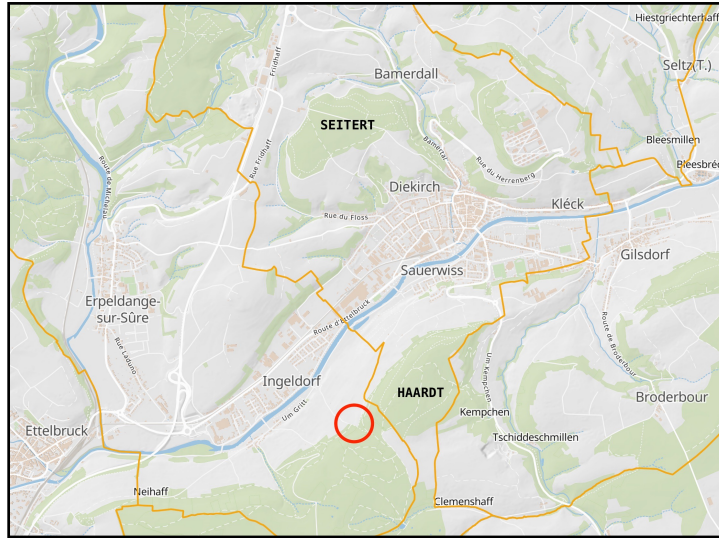 Hiestgriechterhaff
Seltz(T.)
Bamerdall
Fridhaff
SEITERT
Bamertal
Bleesmillen
Rue Fridhaff
Route de Michelau
Rue du Herrenberg
Diekirch
Kléck
Rue du Floss
Gilsdorf
Sauerwiss
Erpeldange-
sur-Sûre
Route d'Ettelbruck
Rue Laduno
Um Kempchen
Route de Broderbour
Ingeldorf
HAARDT
Um Gritt
Kempchen
Broderbour
Ettelbruck
Tschiddeschmillen
Neihaff
Clemenshaff